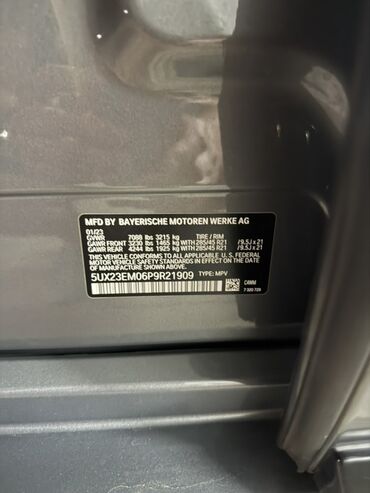 MFD BY BAYERISCHE MOTOREN WERKE AG
01/23
GVWR 7088 lbs 3215 kg TIRE / RIM
GAWR FRONT 3230 lbs 1465 kg WITH 285/45 R21 /9.5J x 21
GAWR REAR 4244 lbs 1925 kg WITH 285/45 R21 /9.5J x 21
THIS VEHICLE CONFORMS TO ALL APPLICABLE U.S. FEDERAL
MOTOR VEHICLE SAFETY STANDARDS IN EFFECT ON THE
DATE OF MANUFACTURE SHOWN ABOVE.
5UX23EM06P9R21909 TYPE: MPV